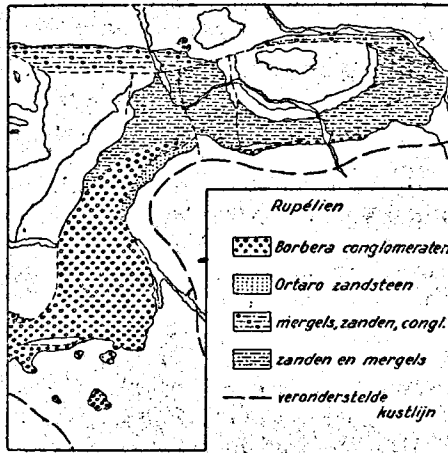 Rupélien
Borbera conglomeraten
Ortaro zandsteen
mergels, zanden, congl.
zanden en mergels
veronderstelde
kustlijn